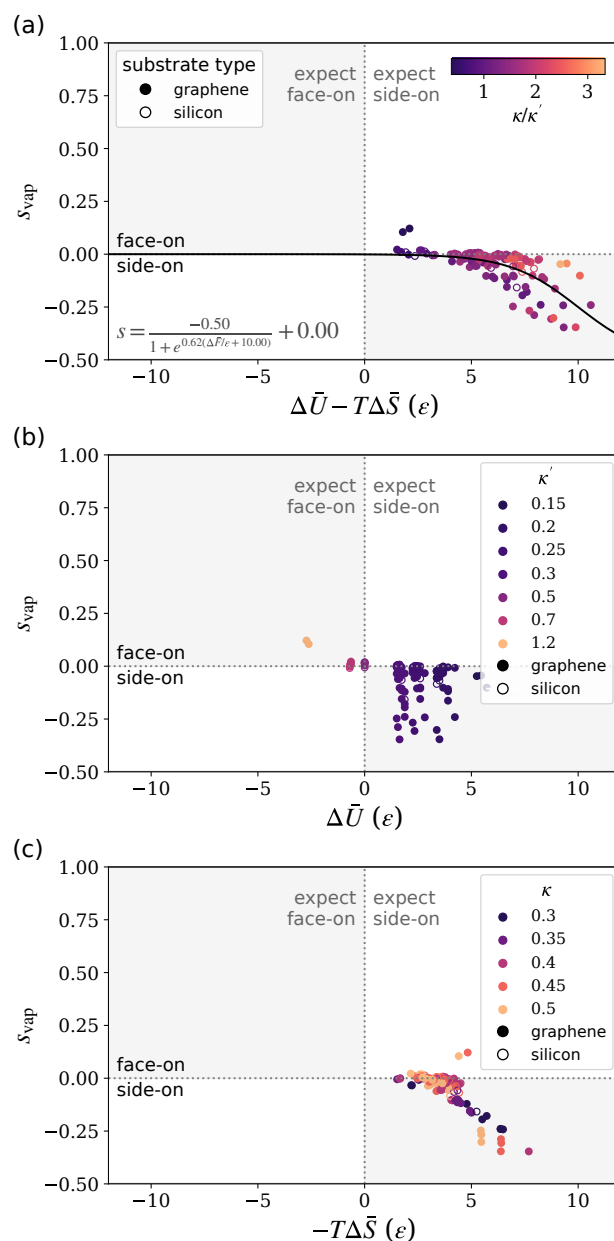 (a)
1.00
0.75
0.50
0.25
0.00
−0.25
−0.50
s_vap
substrate type
graphene
silicon
expect face-on
expect side-on
1 2 3
κ/κ′
face-on
side-on
s = −0.50 / (1 + e^{0.62(ΔF̄/ε + 10.00)}) + 0.00
−10 −5 0 5 10
ΔŪ − TΔS̄ (ε)
(b)
1.00
0.75
0.50
0.25
0.00
−0.25
−0.50
s_vap
expect face-on
expect side-on
κ′
0.15
0.2
0.25
0.3
0.5
0.7
1.2
graphene
silicon
face-on
side-on
−10 −5 0 5 10
ΔŪ (ε)
(c)
1.00
0.75
0.50
0.25
0.00
−0.25
−0.50
s_vap
expect face-on
expect side-on
κ
0.3
0.35
0.4
0.45
0.5
graphene
silicon
face-on
side-on
−10 −5 0 5 10
−TΔS̄ (ε)